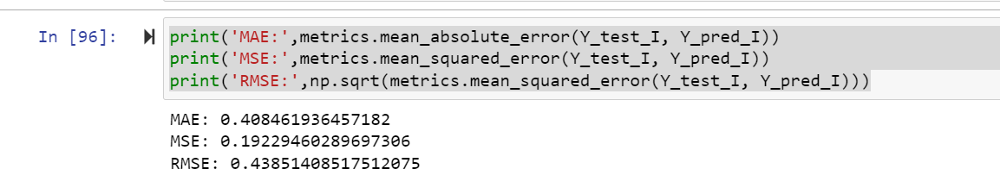 In [96]:
print('MAE:',metrics.mean_absolute_error(Y_test_I, Y_pred_I))
print('MSE:',metrics.mean_squared_error(Y_test_I, Y_pred_I))
print('RMSE:',np.sqrt(metrics.mean_squared_error(Y_test_I, Y_pred_I)))
MAE: 0.408461936457182
MSE: 0.19229460289697306
RMSE: 0.43851408517512075